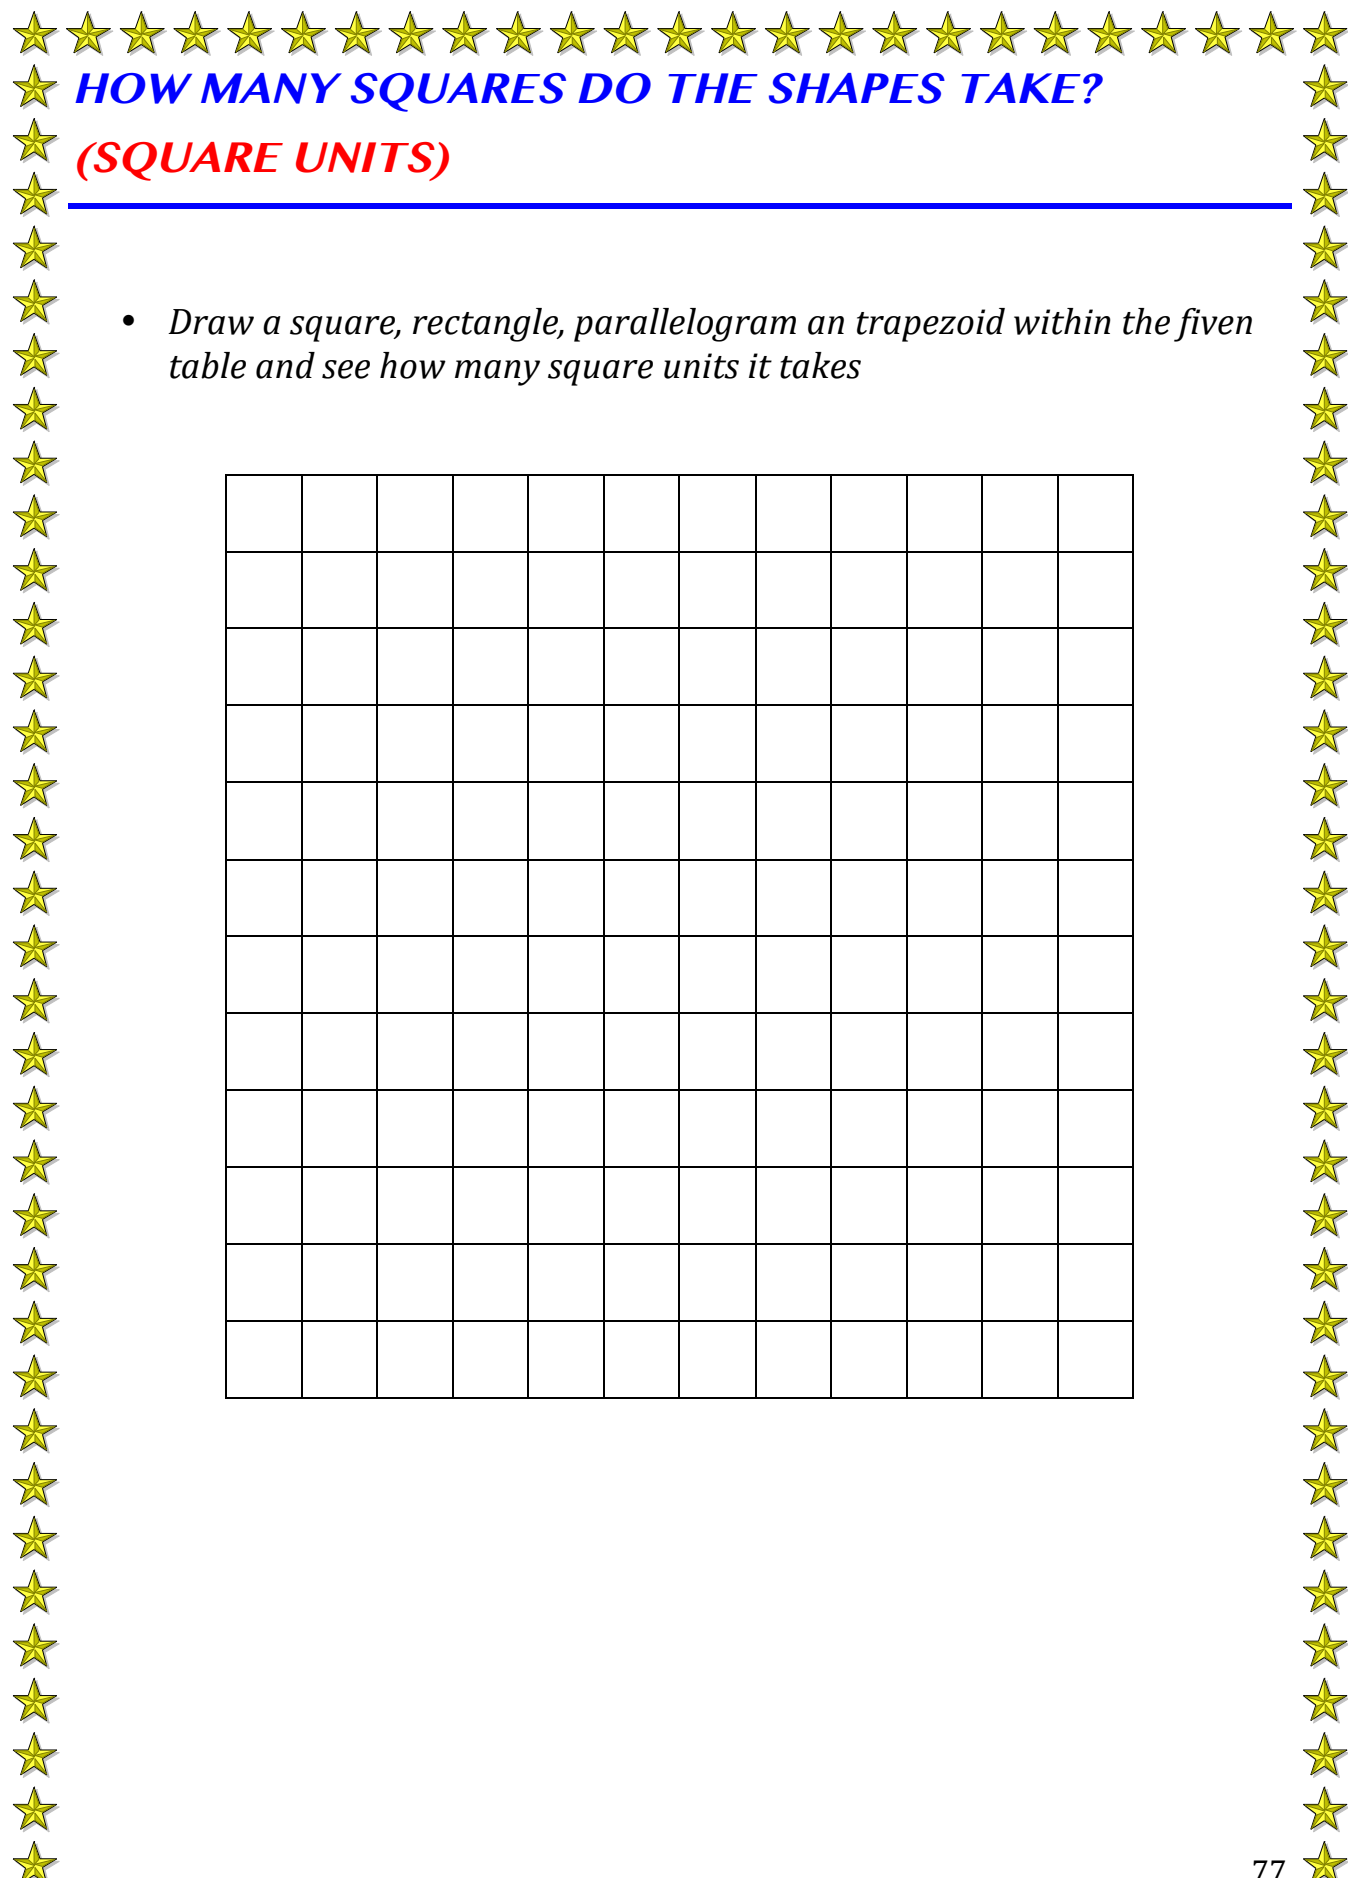 HOW MANY SQUARES DO THE SHAPES TAKE?
(SQUARE UNITS)
• Draw a square, rectangle, parallelogram an trapezoid within the fiven
table and see how many square units it takes
77